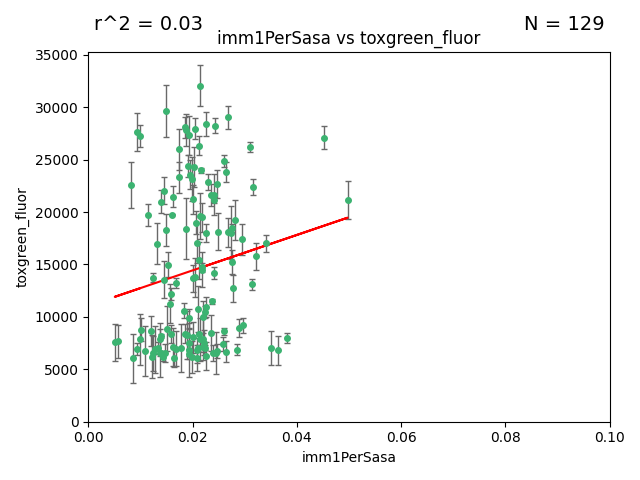 r^2 = 0.03
N = 129
imm1PerSasa vs toxgreen_fluor
35000
30000
25000
20000
15000
10000
5000
0
toxgreen_fluor
0.00
0.02
0.04
0.06
0.08
0.10
imm1PerSasa